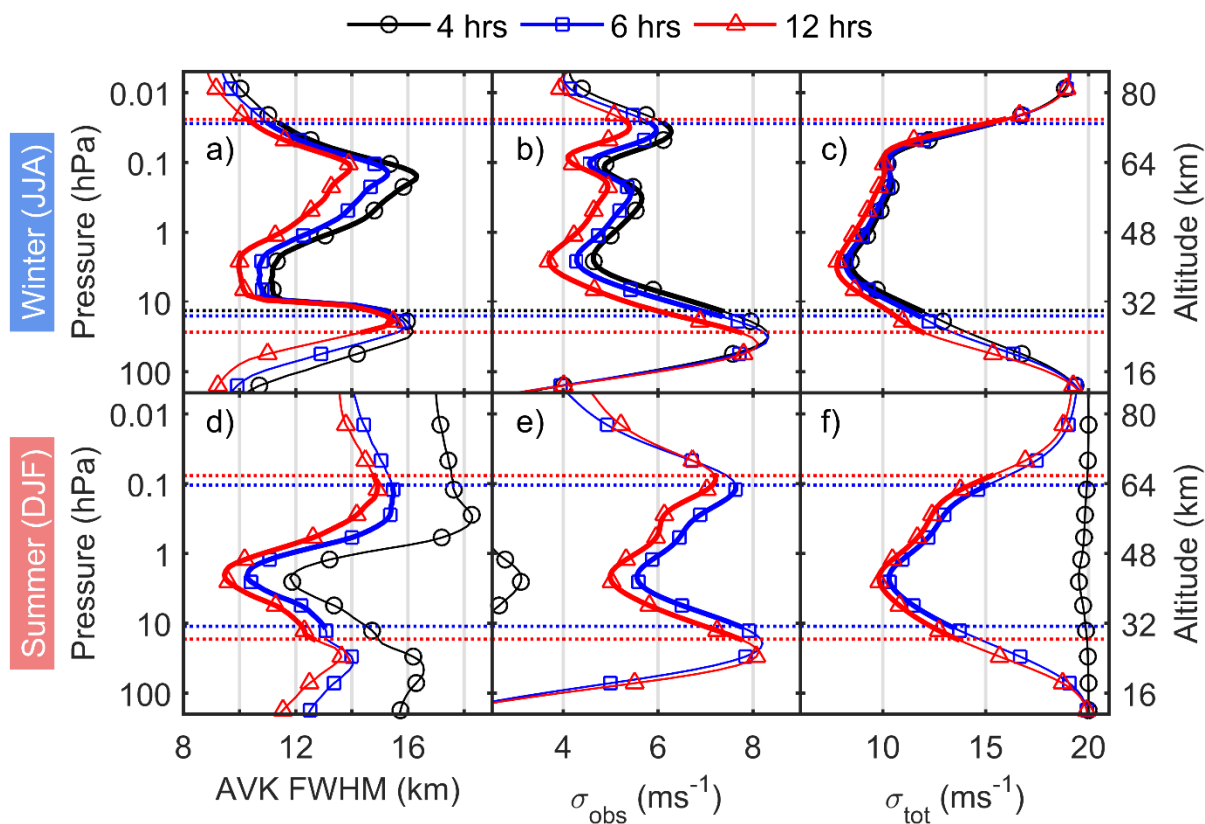 4 hrs 6 hrs 12 hrs
Winter (JJA)
Pressure (hPa)
0.01
0.1
1
10
100
a)
b)
c)
80
64
48
32
16
Altitude (km)
Summer (DJF)
Pressure (hPa)
0.01
0.1
1
10
100
d)
e)
f)
80
64
48
32
16
Altitude (km)
8 12 16 4 6 8 10 15 20
AVK FWHM (km) σobs (ms-1) σtot (ms-1)